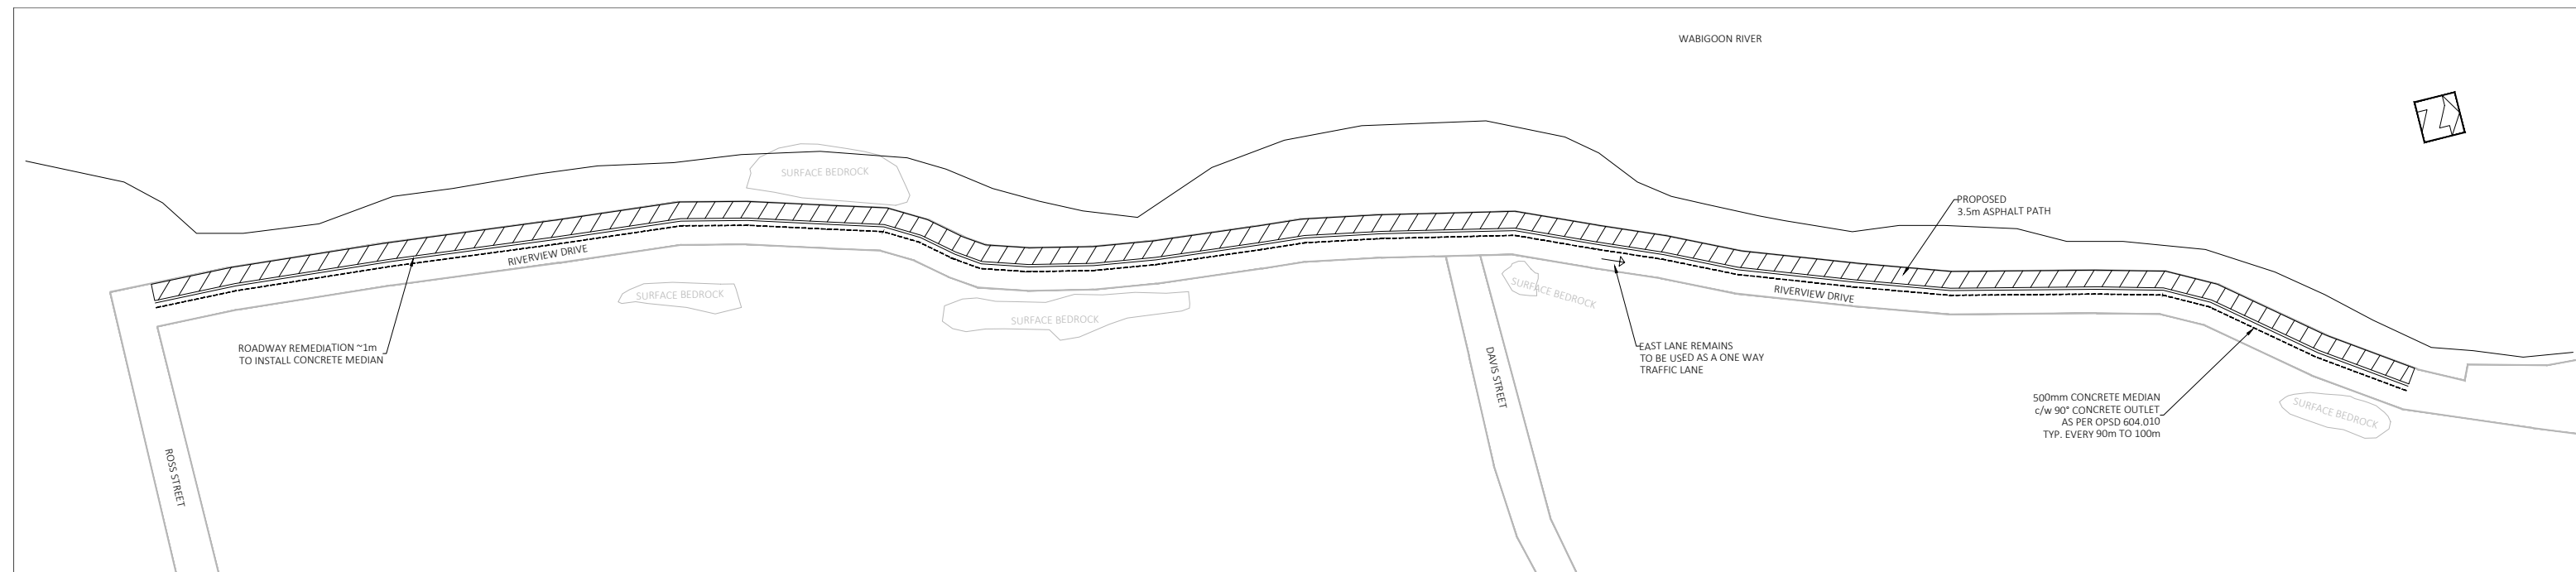 WABIGOON RIVER
SURFACE BEDROCK
PROPOSED
3.5m ASPHALT PATH
RIVERVIEW DRIVE
SURFACE BEDROCK
SURFACE BEDROCK
SURFACE BEDROCK
RIVERVIEW DRIVE
ROADWAY REMEDIATION ~1m
TO INSTALL CONCRETE MEDIAN
EAST LANE REMAINS
TO BE USED AS A ONE WAY
TRAFFIC LANE
DAVIS STREET
500mm CONCRETE MEDIAN
c/w 90° CONCRETE OUTLET
AS PER OPSD 604.010
TYP. EVERY 90m TO 100m
SURFACE BEDROCK
ROSS STREET